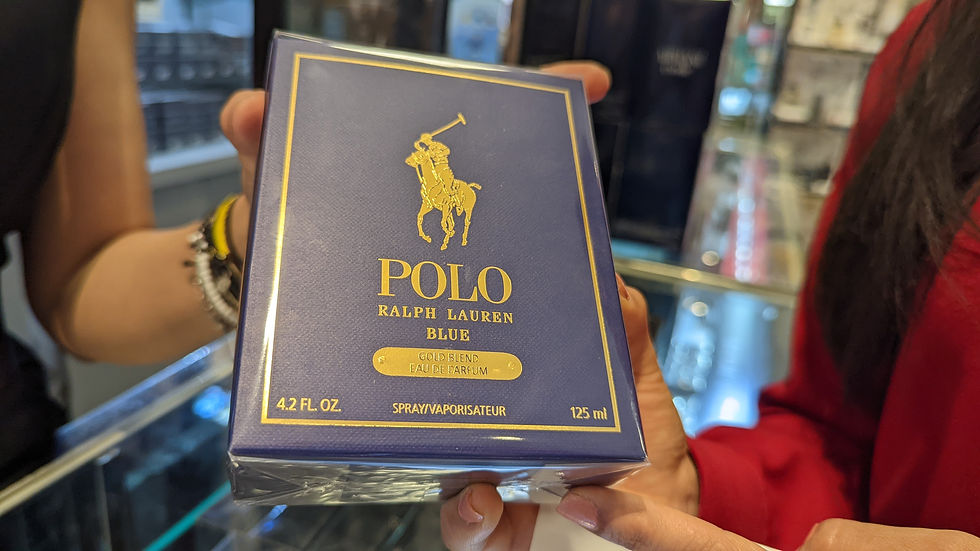 POLO
RALPH LAUREN
BLUE
GOLD BLEND
EAU DE PARFUM
4.2 FL. OZ. SPRAY/VAPORISATEUR 125 ml